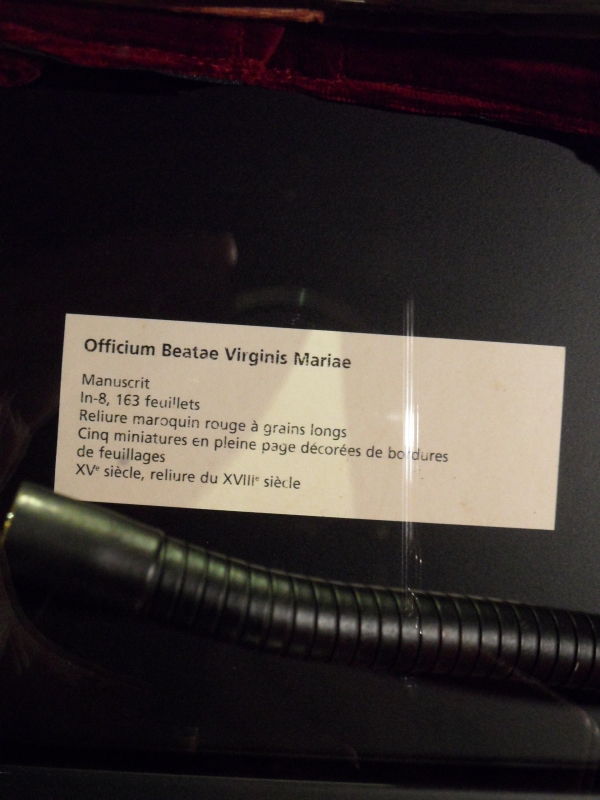 Officium Beatae Virginis Mariae
Manuscrit
In-8, 163 feuillets
Reliure maroquin rouge à grains longs
Cinq miniatures en pleine page décorées de bordures
de feuillages
XVᵉ siècle, reliure du XVIIIᵉ siècle